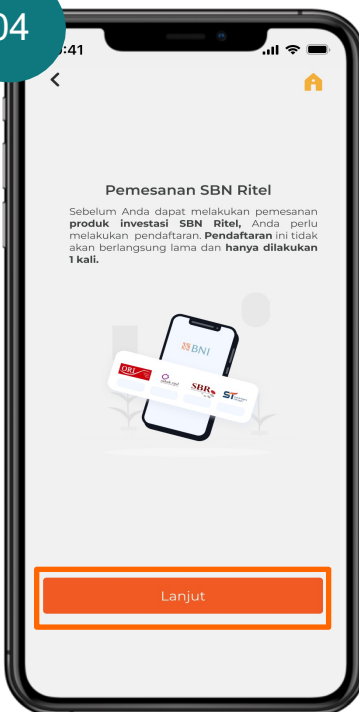 04
:41
Pemesanan SBN Ritel
Sebelum Anda dapat melakukan pemesanan
produk investasi SBN Ritel, Anda perlu
melakukan pendaftaran. Pendaftaran ini tidak
akan berlangsung lama dan hanya dilakukan
1 kali.
BNI
ORI
SBR
ST
Lanjut